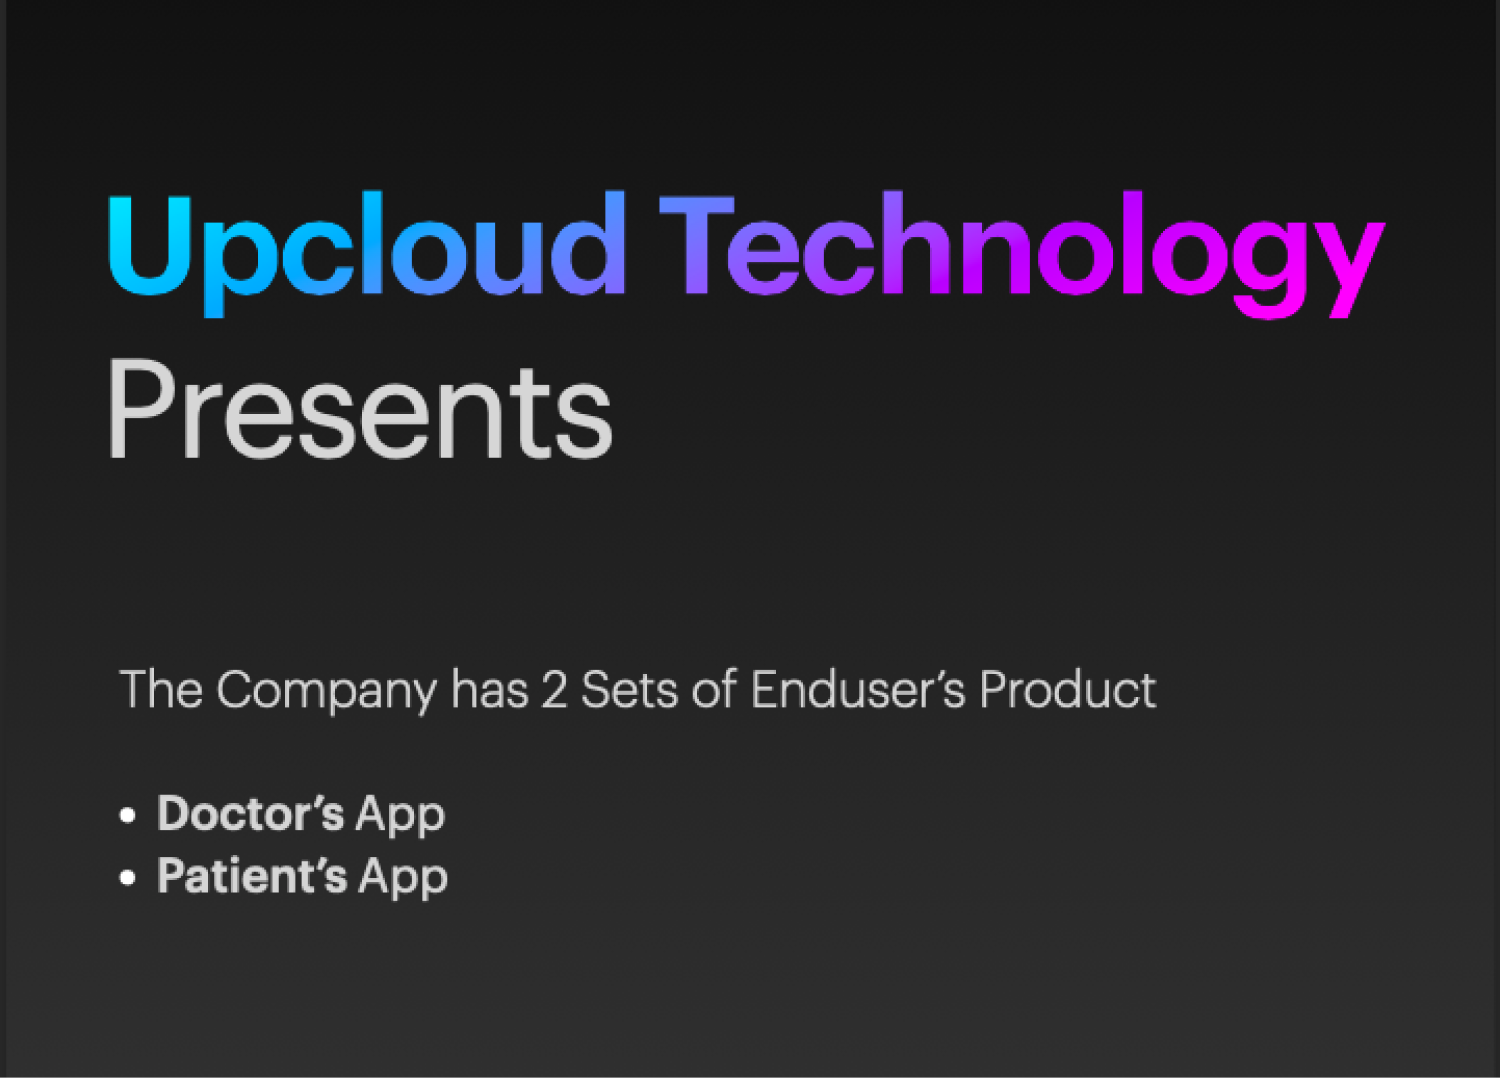 Upcloud Technology
Presents
The Company has 2 Sets of Enduser’s Product
• Doctor’s App
• Patient’s App